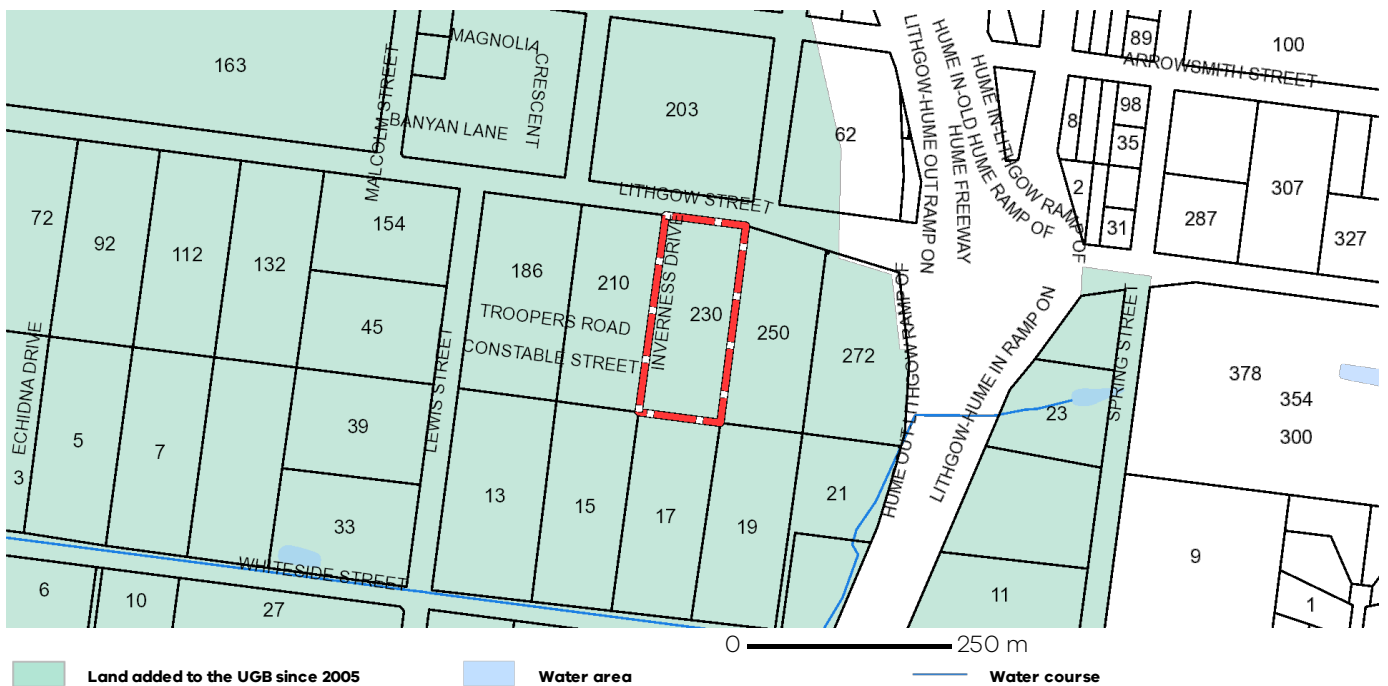 89
100
163
MAGNOLIA
CRESCENT
MALCOLM STREET
BANYAN LANE
203
62
LITHGOW-HUME OUT RAMP ON
HUME FREEWAY
HUME IN-OLD HUME RAMP OF
HUME IN-LITHGOW RAMP OF
ARROWSMITH STREET
98
8
35
2
31
287
307
327
LITHGOW STREET
72
92
112
132
154
186
210
INVERNESS DRIVE
230
250
272
TROOPERS ROAD
CONSTABLE STREET
45
ECHIDNA DRIVE
LEWIS STREET
HUME OUT-LITHGOW RAMP OF
LITHGOW-HUME IN RAMP ON
SPRING STREET
378
354
300
23
39
5
7
3
13
15
17
19
21
33
WHITESIDE STREET
9
11
1
6
10
27
0 250 m
Land added to the UGB since 2005
Water area
Water course